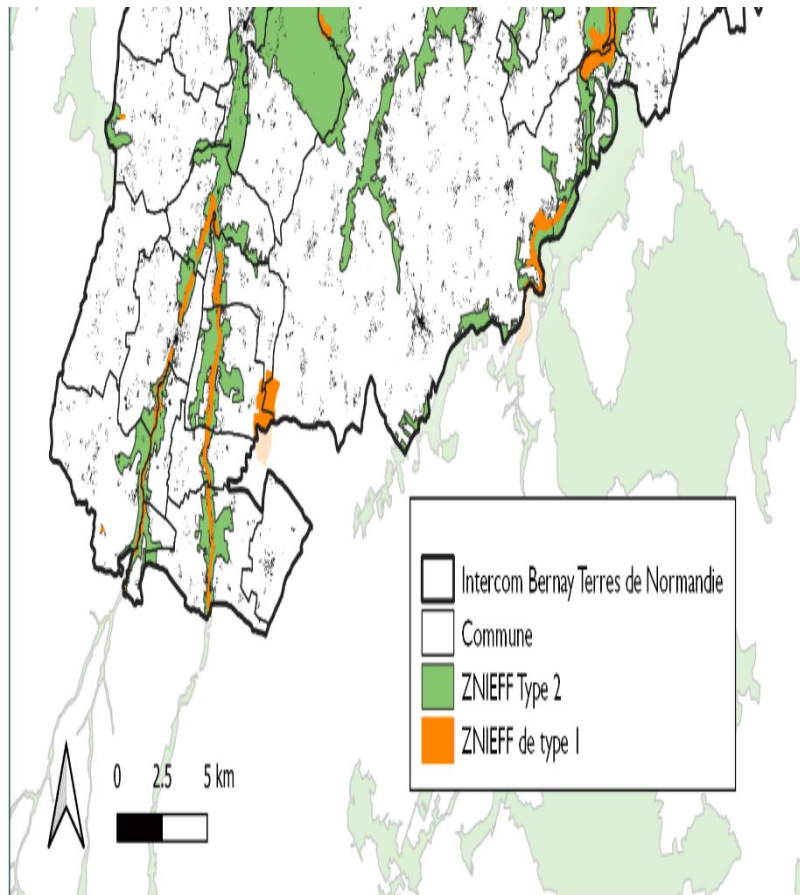 Intercom Bernay Terres de Normandie
Commune
ZNIEFF Type 2
ZNIEFF de type 1
0 2.5 5 km